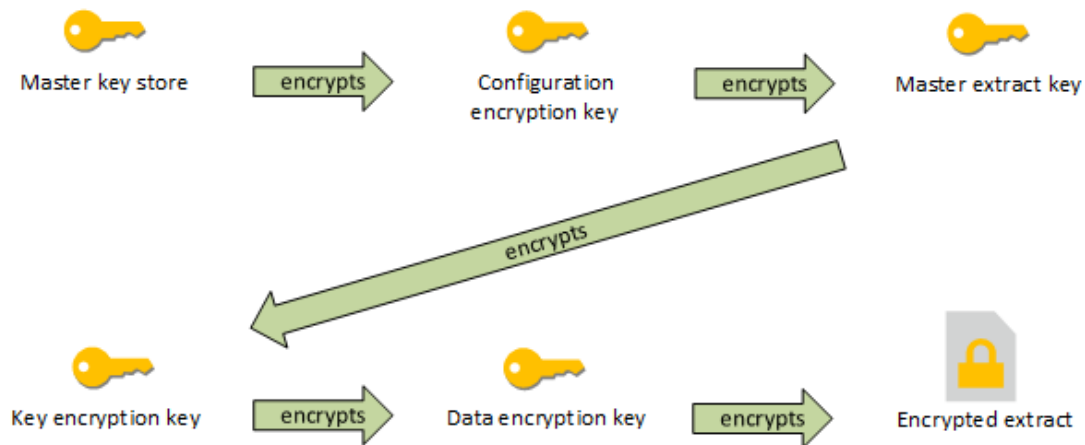 Master key store
encrypts
Configuration
encryption key
encrypts
Master extract key
encrypts
Key encryption key
encrypts
Data encryption key
encrypts
Encrypted extract